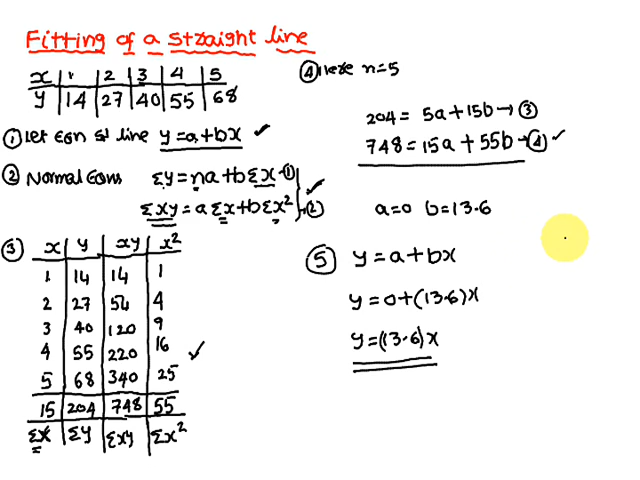 Fitting of a straight line
x 1 2 3 4 5
y 14 27 40 55 68
① Let Eqn st line y=a+bx ✓
② Normal Eqns Σy=na+bΣx→①
Σxy=aΣx+bΣx²→② ✓
③ x y xy x²
1 14 14 1
2 27 54 4
3 40 120 9
4 55 220 16
5 68 340 25 ✓
15 204 748 55
Σx Σy Σxy Σx²
④ Here n=5
204 = 5a+15b→③
748=15a+55b→④ ✓
a=0 b=13.6
⑤ y=a+bx
y=0+(13.6)x
y=(13.6)x